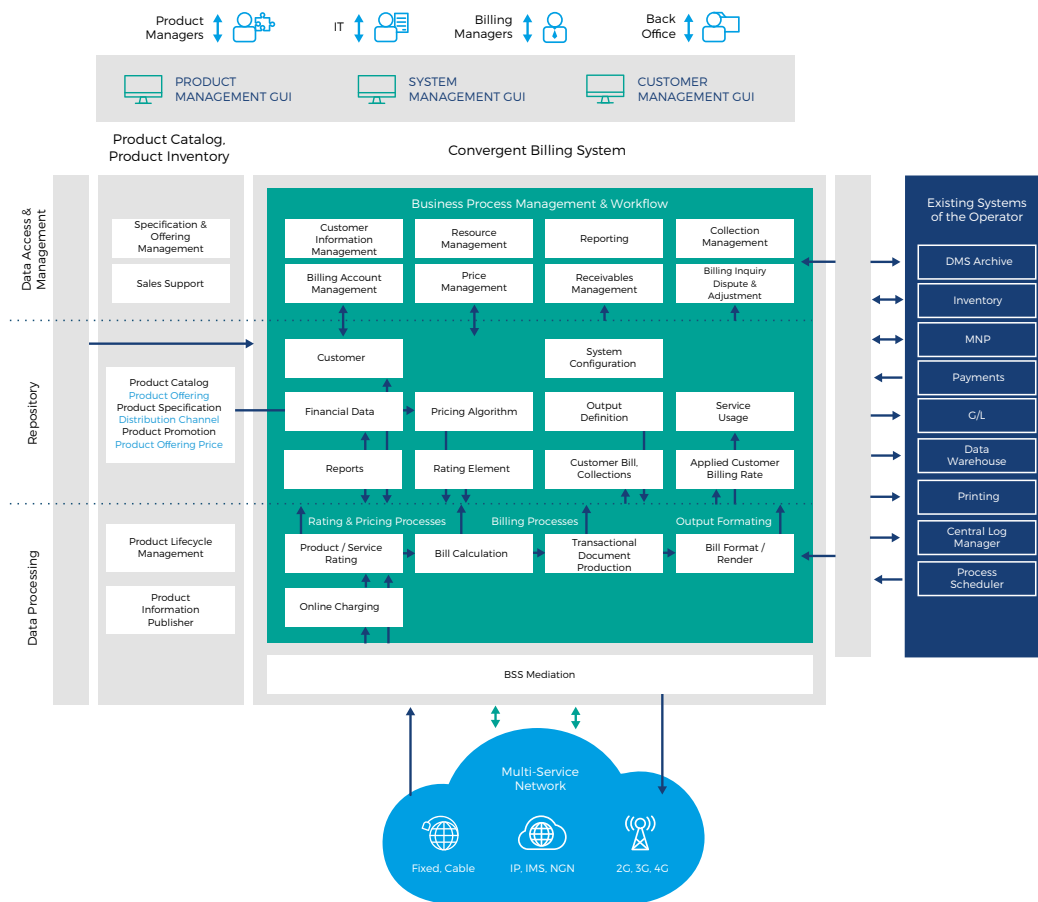 Product
Managers
IT
Billing
Managers
Back
Office
PRODUCT
MANAGEMENT GUI
SYSTEM
MANAGEMENT GUI
CUSTOMER
MANAGEMENT GUI
Product Catalog,
Product Inventory
Convergent Billing System
Data Access &
Management
Repository
Data Processing
Specification &
Offering
Management
Sales Support
Product Catalog
Product Offering
Product Specification
Distribution Channel
Product Promotion
Product Offering Price
Product Lifecycle
Management
Product
Information
Publisher
Business Process Management & Workflow
Customer
Information
Management
Resource
Management
Reporting
Collection
Management
Billing Account
Management
Price
Management
Receivables
Management
Billing Inquiry
Dispute &
Adjustment
Customer
System
Configuration
Financial Data
Pricing Algorithm
Output
Definition
Service
Usage
Reports
Rating Element
Customer Bill,
Collections
Applied Customer
Billing Rate
Rating & Pricing Processes
Billing Processes
Output Formating
Product / Service
Rating
Bill Calculation
Transactional
Document
Production
Bill Format /
Render
Online Charging
BSS Mediation
Existing Systems
of the Operator
DMS Archive
Inventory
MNP
Payments
G/L
Data
Warehouse
Printing
Central Log
Manager
Process
Scheduler
Multi-Service
Network
Fixed, Cable
IP, IMS, NGN
2G, 3G, 4G